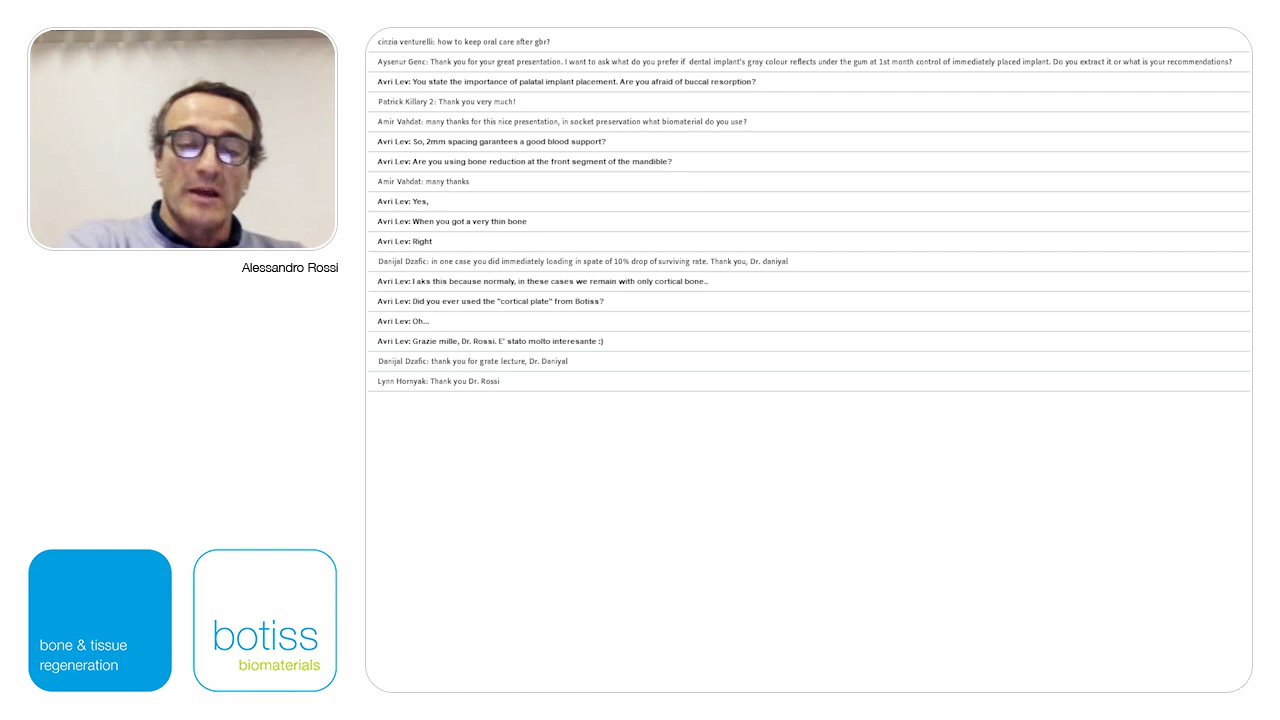 cinzia venturelli: how to keep oral care after gbr?
Aysenur Genc: Thank you for your great presentation. I want to ask what do you prefer if dental implant's gray colour reflects under the gum at 1st month control of immediately placed implant. Do you extract it or what is your recommendations?
Avri Lev: You state the importance of palatal implant placement. Are you afraid of buccal resorption?
Patrick Killary 2: Thank you very much!
Amir Vahdat: many thanks for this nice presentation, in socket preservation what biomaterial do you use?
Avri Lev: So, 2mm spacing garantees a good blood support?
Avri Lev: Are you using bone reduction at the front segment of the mandible?
Amir Vahdat: many thanks
Avri Lev: Yes,
Avri Lev: When you got a very thin bone
Avri Lev: Right
Danijal Dzafic: in one case you did immediately loading in spate of 10% drop of surviving rate. Thank you, Dr. daniyal
Avri Lev: I aks this because normaly, in these cases we remain with only cortical bone..
Avri Lev: Did you ever used the "cortical plate" from Botiss?
Avri Lev: Oh...
Avri Lev: Grazie mille, Dr. Rossi. E' stato molto interesante :)
Danijal Dzafic: thank you for grate lecture, Dr. Daniyal
Lynn Hornyak: Thank you Dr. Rossi
Alessandro Rossi
bone & tissue
regeneration
botiss
biomaterials